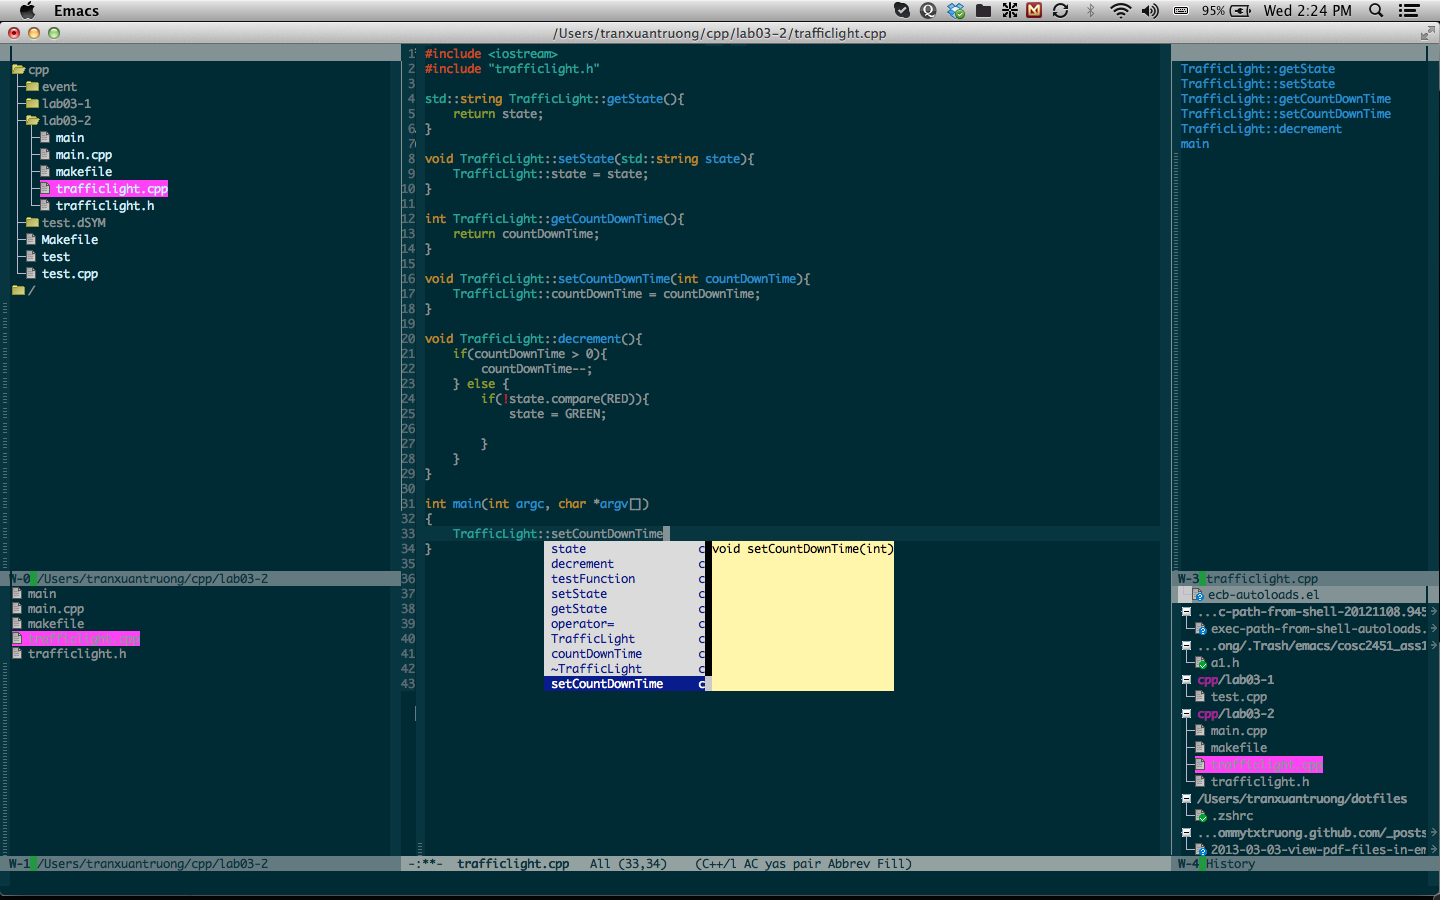 Emacs
95%
Wed 2:24 PM
/Users/tranxuantruong/cpp/lab03-2/trafficlight.cpp
cpp
event
lab03-1
lab03-2
main
main.cpp
makefile
trafficlight.cpp
trafficlight.h
test.dSYM
Makefile
test
test.cpp
/
W-0 /Users/tranxuantruong/cpp/lab03-2
main
main.cpp
makefile
trafficlight.cpp
trafficlight.h
W-1 /Users/tranxuantruong/cpp/lab03-2
1 #include <iostream>
2 #include "trafficlight.h"
3
4 std::string TrafficLight::getState(){
5 return state;
6 }
7
8 void TrafficLight::setState(std::string state){
9 TrafficLight::state = state;
10 }
11
12 int TrafficLight::getCountDownTime(){
13 return countDownTime;
14 }
15
16 void TrafficLight::setCountDownTime(int countDownTime){
17 TrafficLight::countDownTime = countDownTime;
18 }
19
20 void TrafficLight::decrement(){
21 if(countDownTime > 0){
22 countDownTime--;
23 } else {
24 if(!state.compare(RED)){
25 state = GREEN;
26
27 }
28 }
29 }
30
31 int main(int argc, char *argv[])
32 {
33 TrafficLight::setCountDownTime
34 }
35
36
37
38
39
40
41
42
43
state c
decrement c
testFunction c
setState c
getState c
operator= c
TrafficLight c
countDownTime c
~TrafficLight c
setCountDownTime c
void setCountDownTime(int)
-:**- trafficlight.cpp All (33,34) (C++/l AC yas pair Abbrev Fill)
TrafficLight::getState
TrafficLight::setState
TrafficLight::getCountDownTime
TrafficLight::setCountDownTime
TrafficLight::decrement
main
W-3 trafficlight.cpp
ecb-autoloads.el
...c-path-from-shell-20121108.945
exec-path-from-shell-autoloads.
...ong/.Trash/emacs/cosc2451_ass1
a1.h
cpp/lab03-1
test.cpp
cpp/lab03-2
main.cpp
makefile
trafficlight.cpp
trafficlight.h
/Users/tranxuantruong/dotfiles
.zshrc
...ommytxtruong.github.com/_posts
2013-03-03-view-pdf-files-in-em
W-4 History